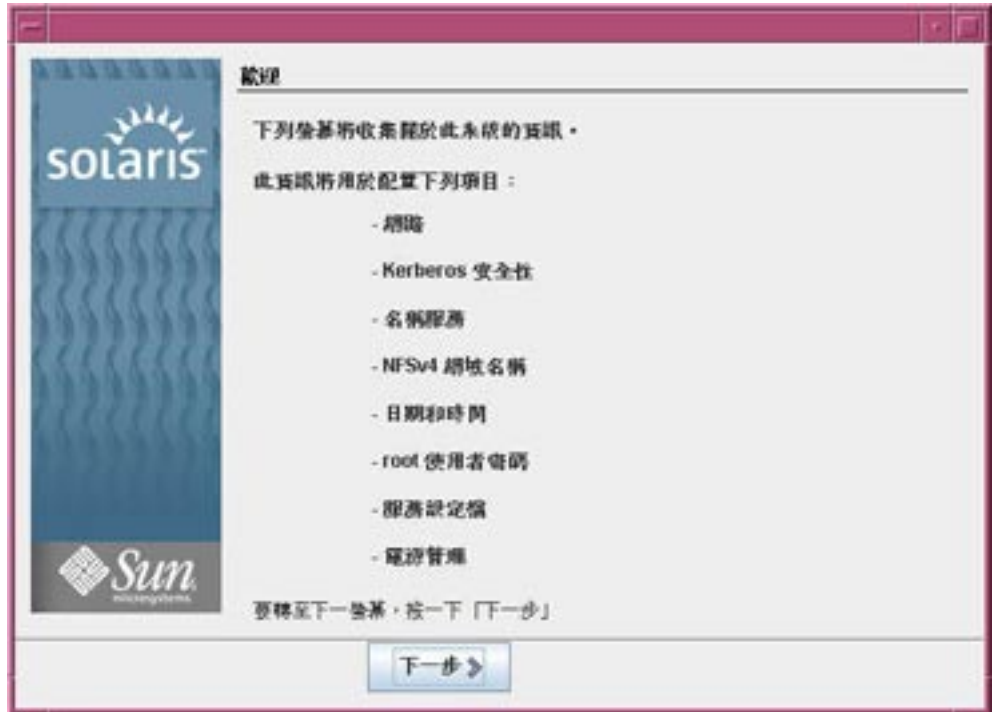 歡迎
solaris
下列螢幕將收集關於此系統的資訊。
此資訊將用於配置下列項目：
- 網路
- Kerberos 安全性
- 名稱服務
- NFSv4 網域名稱
- 日期和時間
- root 使用者密碼
- 服務設定檔
- 電源管理
Sun
microsystems
要轉至下一螢幕，按一下「下一步」
下一步